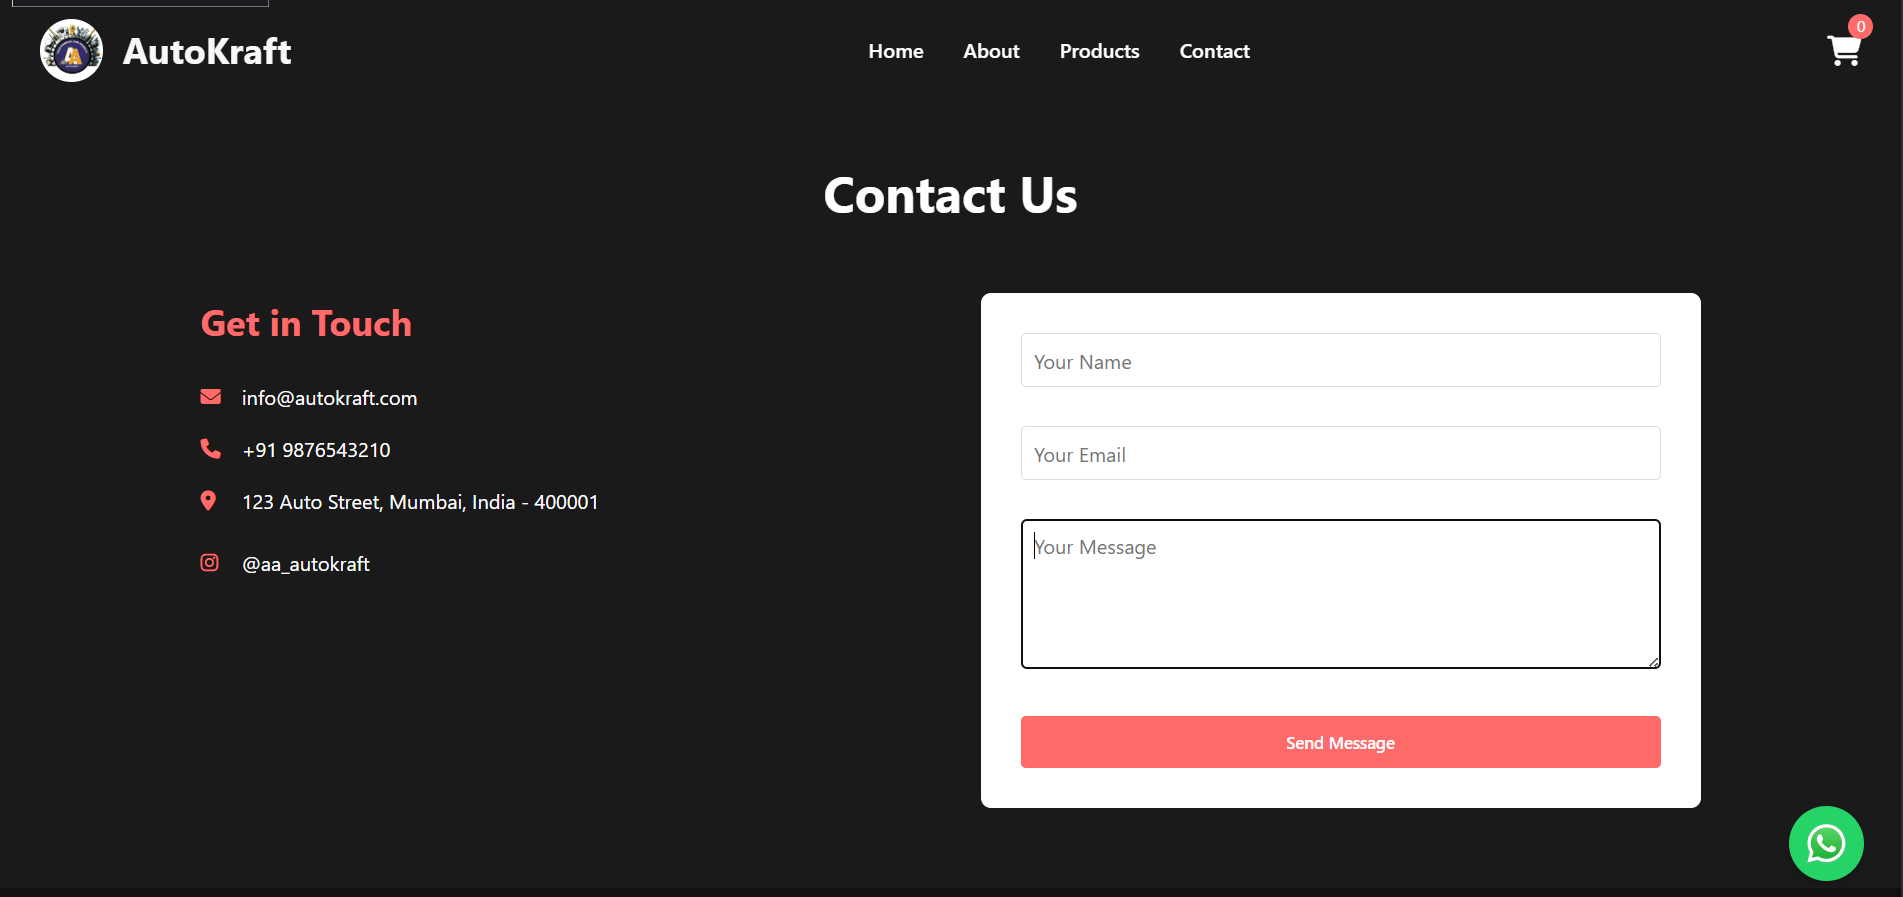 AutoKraft
Home
About
Products
Contact
0
Contact Us
Get in Touch
info@autokraft.com
+91 9876543210
123 Auto Street, Mumbai, India - 400001
@aa_autokraft
Your Name
Your Email
Your Message
Send Message